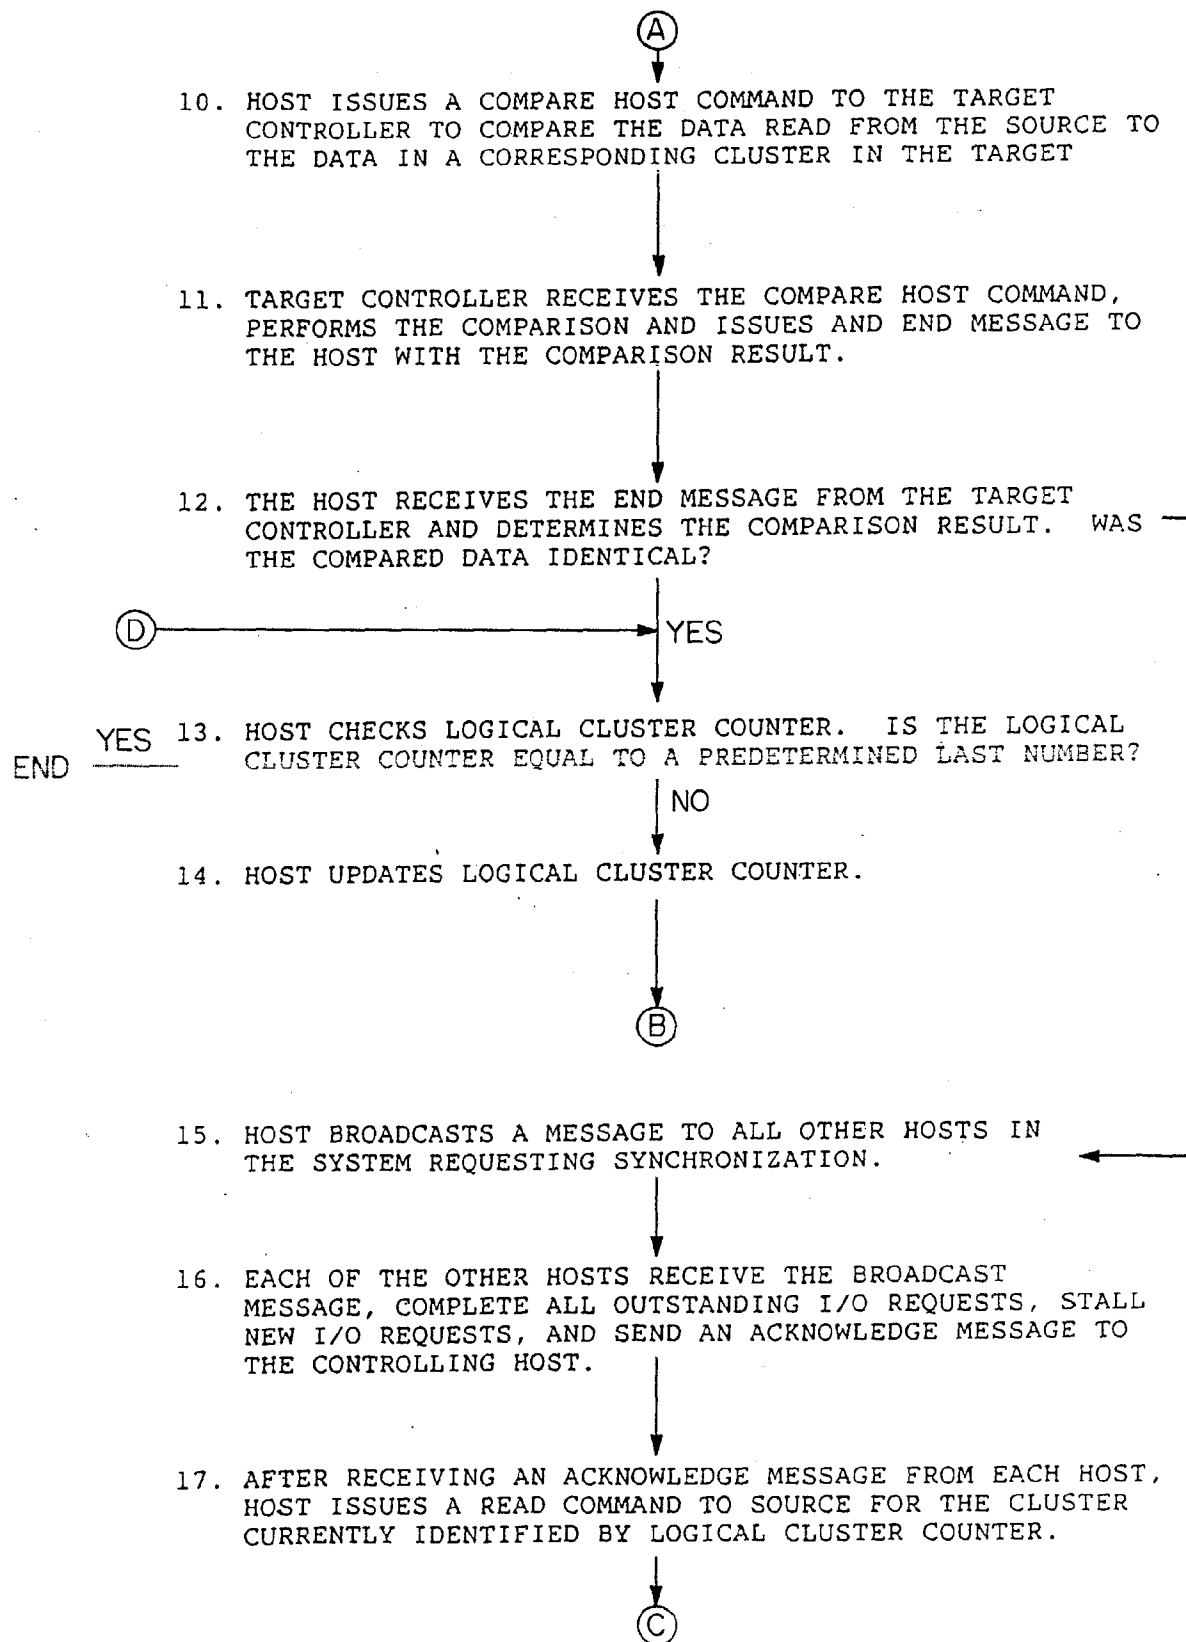 A
10. HOST ISSUES A COMPARE HOST COMMAND TO THE TARGET
CONTROLLER TO COMPARE THE DATA READ FROM THE SOURCE TO
THE DATA IN A CORRESPONDING CLUSTER IN THE TARGET
11. TARGET CONTROLLER RECEIVES THE COMPARE HOST COMMAND,
PERFORMS THE COMPARISON AND ISSUES AND END MESSAGE TO
THE HOST WITH THE COMPARISON RESULT.
12. THE HOST RECEIVES THE END MESSAGE FROM THE TARGET
CONTROLLER AND DETERMINES THE COMPARISON RESULT. WAS
THE COMPARED DATA IDENTICAL?
D
YES
13. HOST CHECKS LOGICAL CLUSTER COUNTER. IS THE LOGICAL
CLUSTER COUNTER EQUAL TO A PREDETERMINED LAST NUMBER?
YES
END
NO
14. HOST UPDATES LOGICAL CLUSTER COUNTER.
B
15. HOST BROADCASTS A MESSAGE TO ALL OTHER HOSTS IN
THE SYSTEM REQUESTING SYNCHRONIZATION.
16. EACH OF THE OTHER HOSTS RECEIVE THE BROADCAST
MESSAGE, COMPLETE ALL OUTSTANDING I/O REQUESTS, STALL
NEW I/O REQUESTS, AND SEND AN ACKNOWLEDGE MESSAGE TO
THE CONTROLLING HOST.
17. AFTER RECEIVING AN ACKNOWLEDGE MESSAGE FROM EACH HOST,
HOST ISSUES A READ COMMAND TO SOURCE FOR THE CLUSTER
CURRENTLY IDENTIFIED BY LOGICAL CLUSTER COUNTER.
C